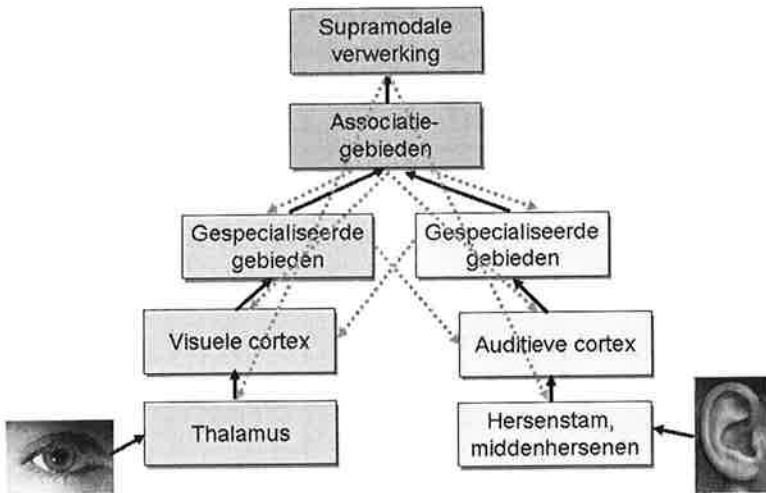 Supramodale
verwerking
Associatie-
gebieden
Gespecialiseerde
gebieden
Gespecialiseerde
gebieden
Visuele cortex
Auditieve cortex
Thalamus
Hersenstam,
middenhersenen